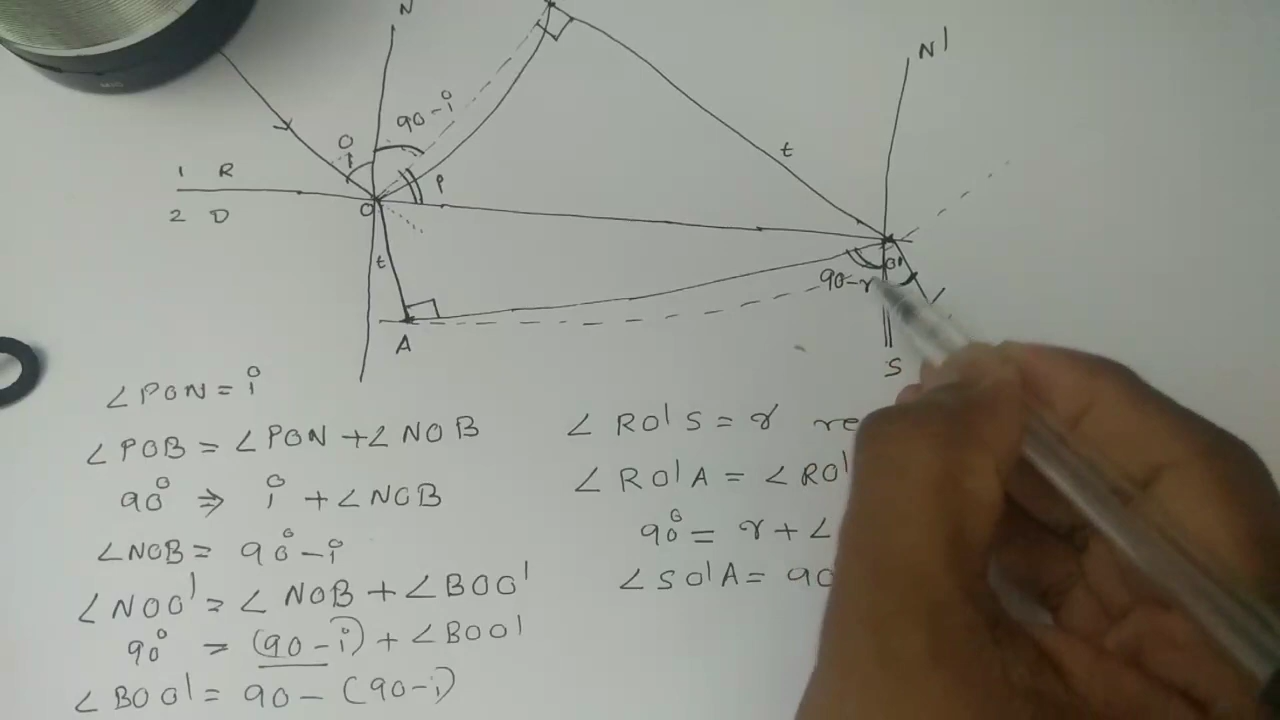 N
N'
90-i
i
t
1 R
P
2 D
O
t
O'
90-r
A
S
∠PON = i
∠POB = ∠PON + ∠NOB
90° ⇒ i + ∠NOB
∠NOB = 90° - i
∠NOO' = ∠NOB + ∠BOO'
90° = (90 - i) + ∠BOO'
∠BOO' = 90 - (90-i)
∠RO'S = r
∠RO'A = ∠RO'
90° = r + ∠
∠SO'A = 90